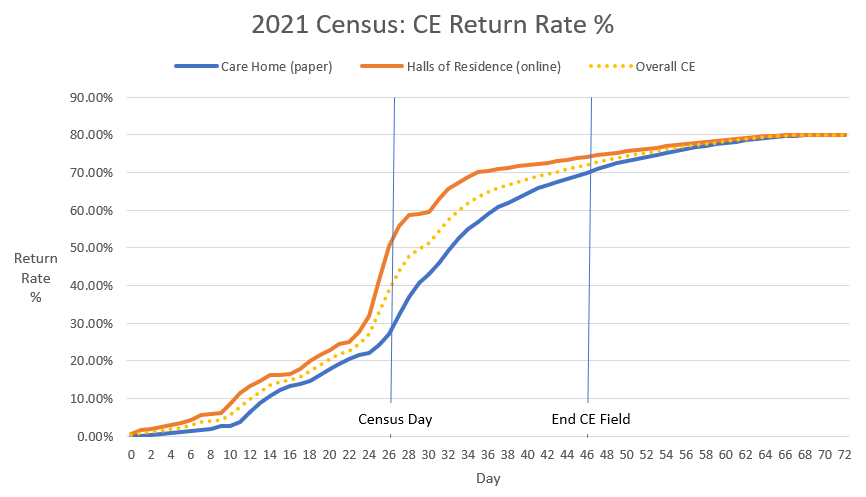 2021 Census: CE Return Rate %
Care Home (paper) Halls of Residence (online) Overall CE
90.00%
80.00%
70.00%
60.00%
50.00%
40.00%
30.00%
20.00%
10.00%
0.00%
Return
Rate
%
Census Day End CE Field
0 2 4 6 8 10 12 14 16 18 20 22 24 26 28 30 32 34 36 38 40 42 44 46 48 50 52 54 56 58 60 62 64 66 68 70 72
Day